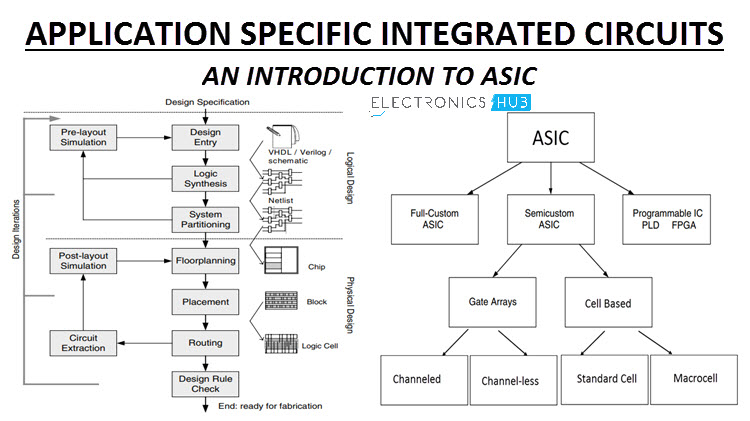 APPLICATION SPECIFIC INTEGRATED CIRCUITS
AN INTRODUCTION TO ASIC
ELECTRONICS HUB
Design Specification
Pre-layout
Simulation
Design
Entry
VHDL / Verilog /
schematic
Logic
Synthesis
Netlist
System
Partitioning
Logical Design
Design Iterations
Post-layout
Simulation
Floorplanning
Chip
Placement
Block
Circuit
Extraction
Routing
Logic Cell
Physical Design
Design Rule
Check
End: ready for fabrication
ASIC
Full-Custom
ASIC
Semicustom
ASIC
Programmable IC
PLD FPGA
Gate Arrays
Cell Based
Channeled
Channel-less
Standard Cell
Macrocell